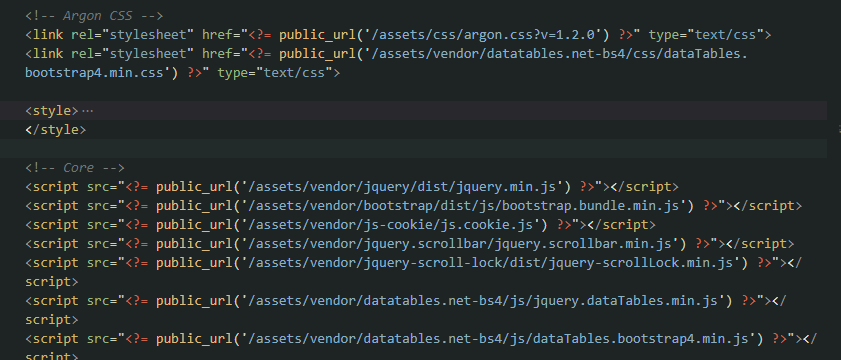 <!-- Argon CSS -->
<link rel="stylesheet" href="<?= public_url('/assets/css/argon.css?v=1.2.0') ?>" type="text/css">
<link rel="stylesheet" href="<?= public_url('/assets/vendor/datatables.net-bs4/css/dataTables.
bootstrap4.min.css') ?>" type="text/css">
<style>…
</style>
<!-- Core -->
<script src="<?= public_url('/assets/vendor/jquery/dist/jquery.min.js') ?>"></script>
<script src="<?= public_url('/assets/vendor/bootstrap/dist/js/bootstrap.bundle.min.js') ?>"></script>
<script src="<?= public_url('/assets/vendor/js-cookie/js.cookie.js') ?>"></script>
<script src="<?= public_url('/assets/vendor/jquery.scrollbar/jquery.scrollbar.min.js') ?>"></script>
<script src="<?= public_url('/assets/vendor/jquery-scroll-lock/dist/jquery-scrollLock.min.js') ?>"></
script>
<script src="<?= public_url('/assets/vendor/datatables.net-bs4/js/jquery.dataTables.min.js') ?>"></
script>
<script src="<?= public_url('/assets/vendor/datatables.net-bs4/js/dataTables.bootstrap4.min.js') ?>"></
script>